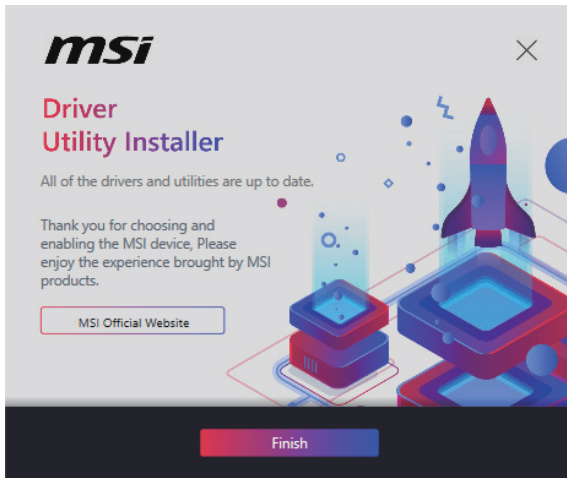 msi
Driver
Utility Installer
All of the drivers and utilities are up to date.
Thank you for choosing and
enabling the MSI device, Please
enjoy the experience brought by MSI
products.
MSI Official Website
Finish